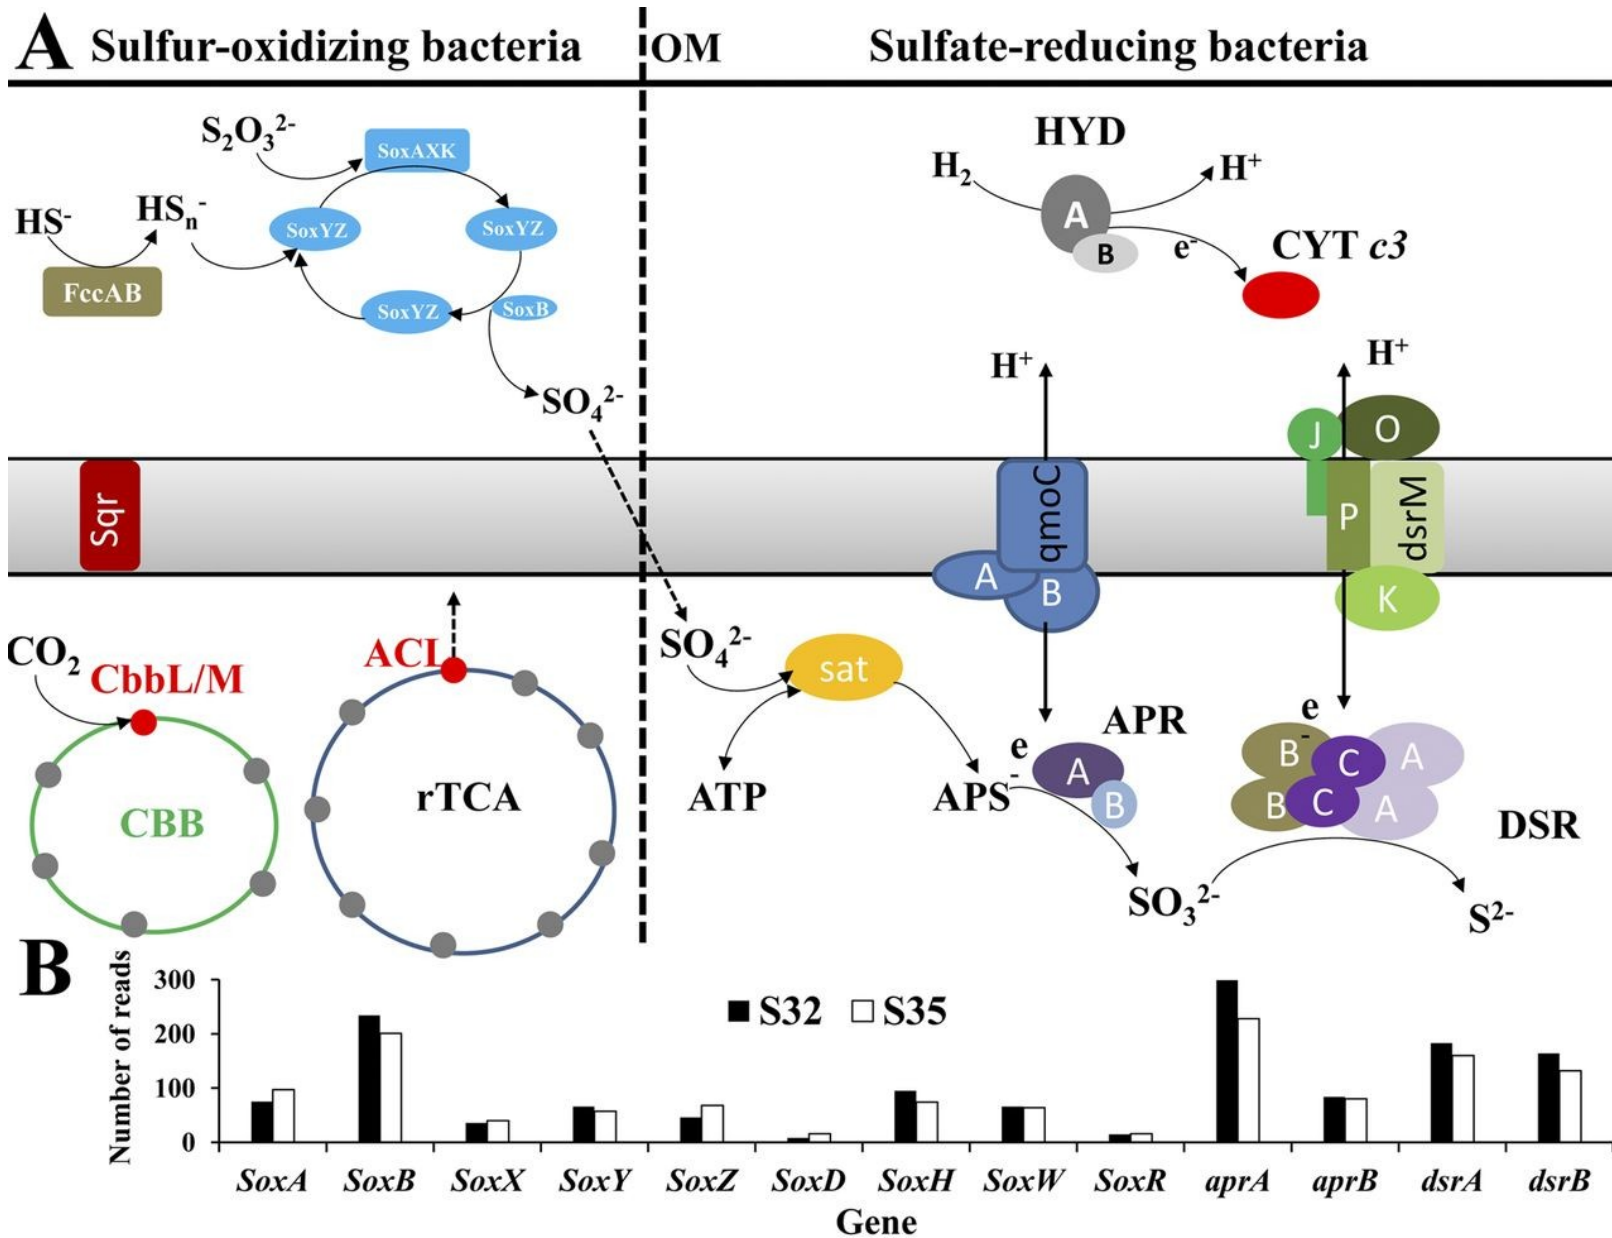 A Sulfur-oxidizing bacteria OM Sulfate-reducing bacteria
S₂O₃²⁻
SoxAXK
HS⁻
HSₙ⁻
SoxYZ
SoxYZ
FccAB
SoxYZ
SoxB
SO₄²⁻
HYD
H₂
H⁺
A
B
e⁻
CYT c3
H⁺
H⁺
J
O
Sqr
qmoC
P
dsrM
A
B
K
CO₂
CbbL/M
ACL
CBB
rTCA
SO₄²⁻
sat
ATP
APS
e⁻
APR
A
B
e⁻
B
C
A
B
C
A
DSR
SO₃²⁻
S²⁻
B
Number of reads
300
200
100
0
S32 S35
SoxA SoxB SoxX SoxY SoxZ SoxD SoxH SoxW SoxR aprA aprB dsrA dsrB
Gene